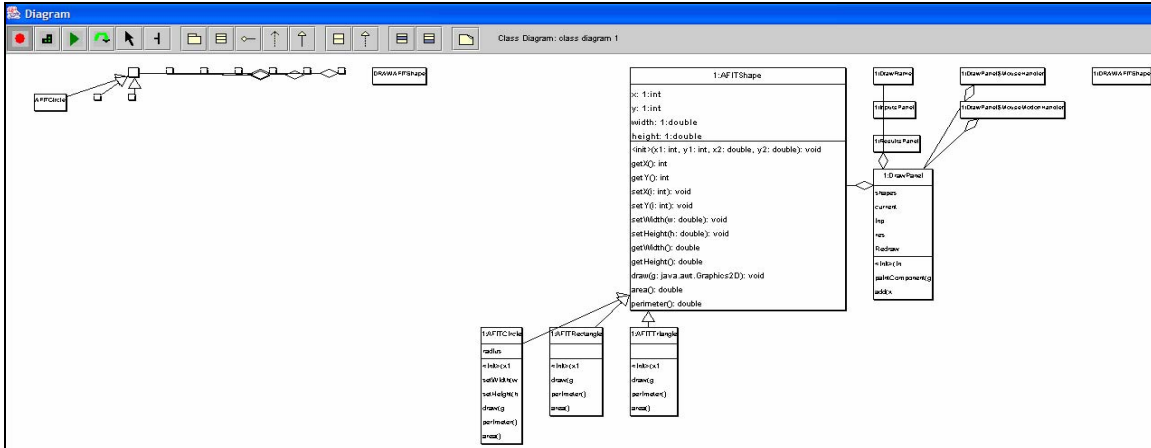 Diagram
Class Diagram: class diagram 1
AFITCircle
DRAWAFITShape
1:AFITShape
x: 1:int
y: 1:int
width: 1:double
height: 1:double
<init>(x1: int, y1: int, x2: double, y2: double): void
getX(): int
getY(): int
setX(i: int): void
setY(i: int): void
setWidth(w: double): void
setHeight(h: double): void
getWidth(): double
getHeight(): double
draw(g: java.awt.Graphics2D): void
area(): double
perimeter(): double
1:DrawFrame
1:InputsPanel
1:ResultsPanel
1:DrawPanel$MouseHandler
1:DrawPanel$MouseMotionHandler
1:DRAWAFITShape
1:DrawPanel
shapes
current
inp
res
Redraw
<init>(in
paintComponent(g
add(x
1:AFITCircle
radius
<init>(x1
setWidth(w
setHeight(h
draw(g
perimeter()
area()
1:AFITRectangle
<init>(x1
draw(g
perimeter()
area()
1:AFITTriangle
<init>(x1
draw(g
perimeter()
area()